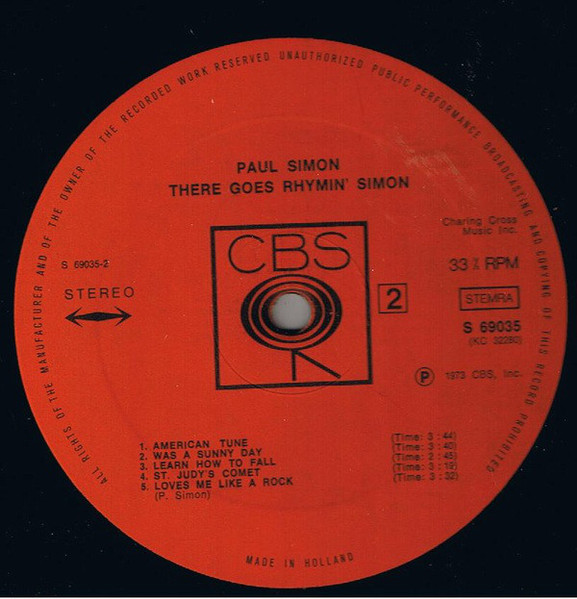 ALL RIGHTS OF THE MANUFACTURER AND OF THE OWNER OF THE RECORDED WORK RESERVED UNAUTHORIZED PUBLIC PERFORMANCE BROADCASTING AND COPYING OF THIS RECORD PROHIBITED
PAUL SIMON
THERE GOES RHYMIN' SIMON
Charing Cross
Music Inc.
CBS
S 69035-2
33⅓ RPM
STEREO
2
STEMRA
S 69035
(KC 32280)
Ⓟ 1973 CBS, Inc.
1. AMERICAN TUNE (Time: 3:44)
2. WAS A SUNNY DAY (Time: 3:40)
3. LEARN HOW TO FALL (Time: 2:45)
4. ST. JUDY'S COMET (Time: 3:19)
5. LOVES ME LIKE A ROCK (Time: 3:32)
(P. Simon)
MADE IN HOLLAND